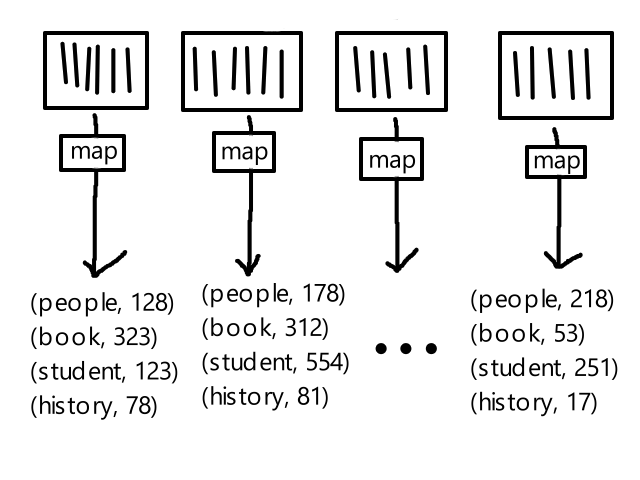 map
map
map
map
(people, 128)
(book, 323)
(student, 123)
(history, 78)
(people, 178)
(book, 312)
(student, 554)
(history, 81)
(people, 218)
(book, 53)
(student, 251)
(history, 17)